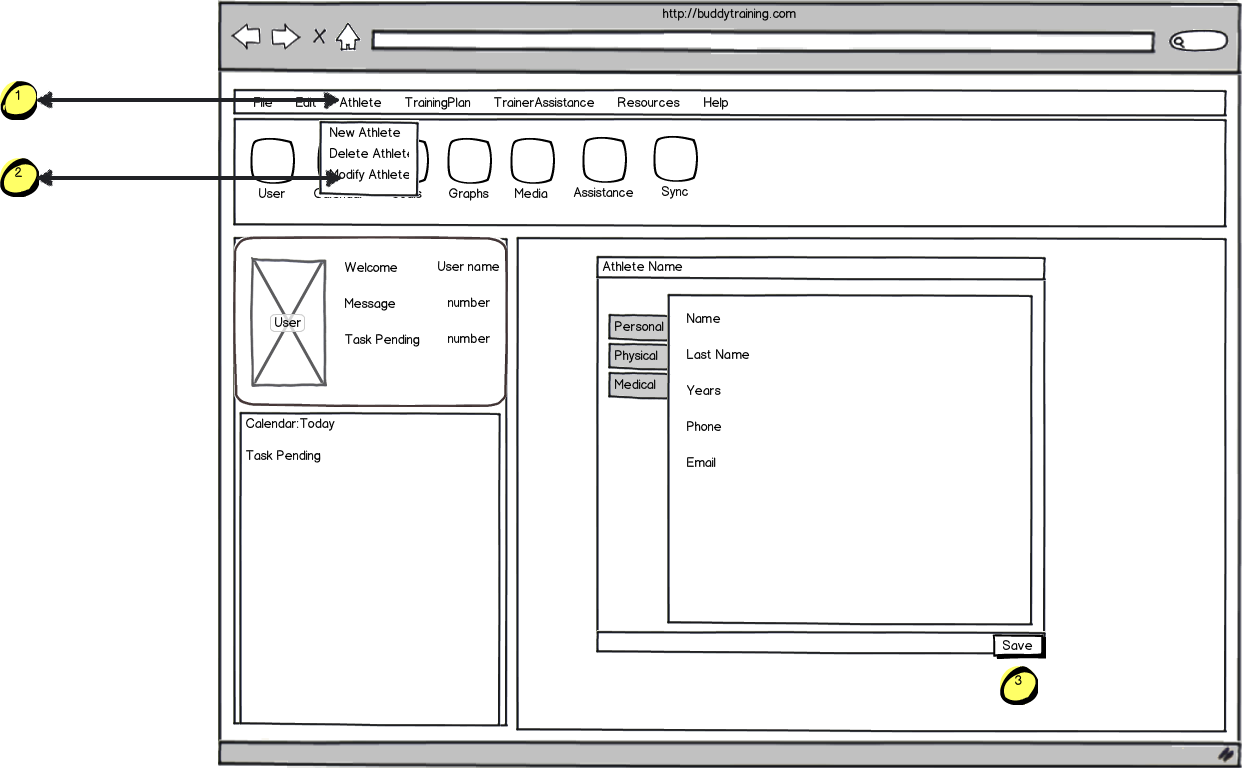 http://buddytraining.com
1
File Edit Athlete TrainingPlan TrainerAssistance Resources Help
New Athlete
Delete Athlete
2
Modify Athlete
User Graphs Media Assistance Sync
Welcome User name
Message number
User
Task Pending number
Calendar:Today
Task Pending
Athlete Name
Personal
Physical
Medical
Name
Last Name
Years
Phone
Email
Save
3